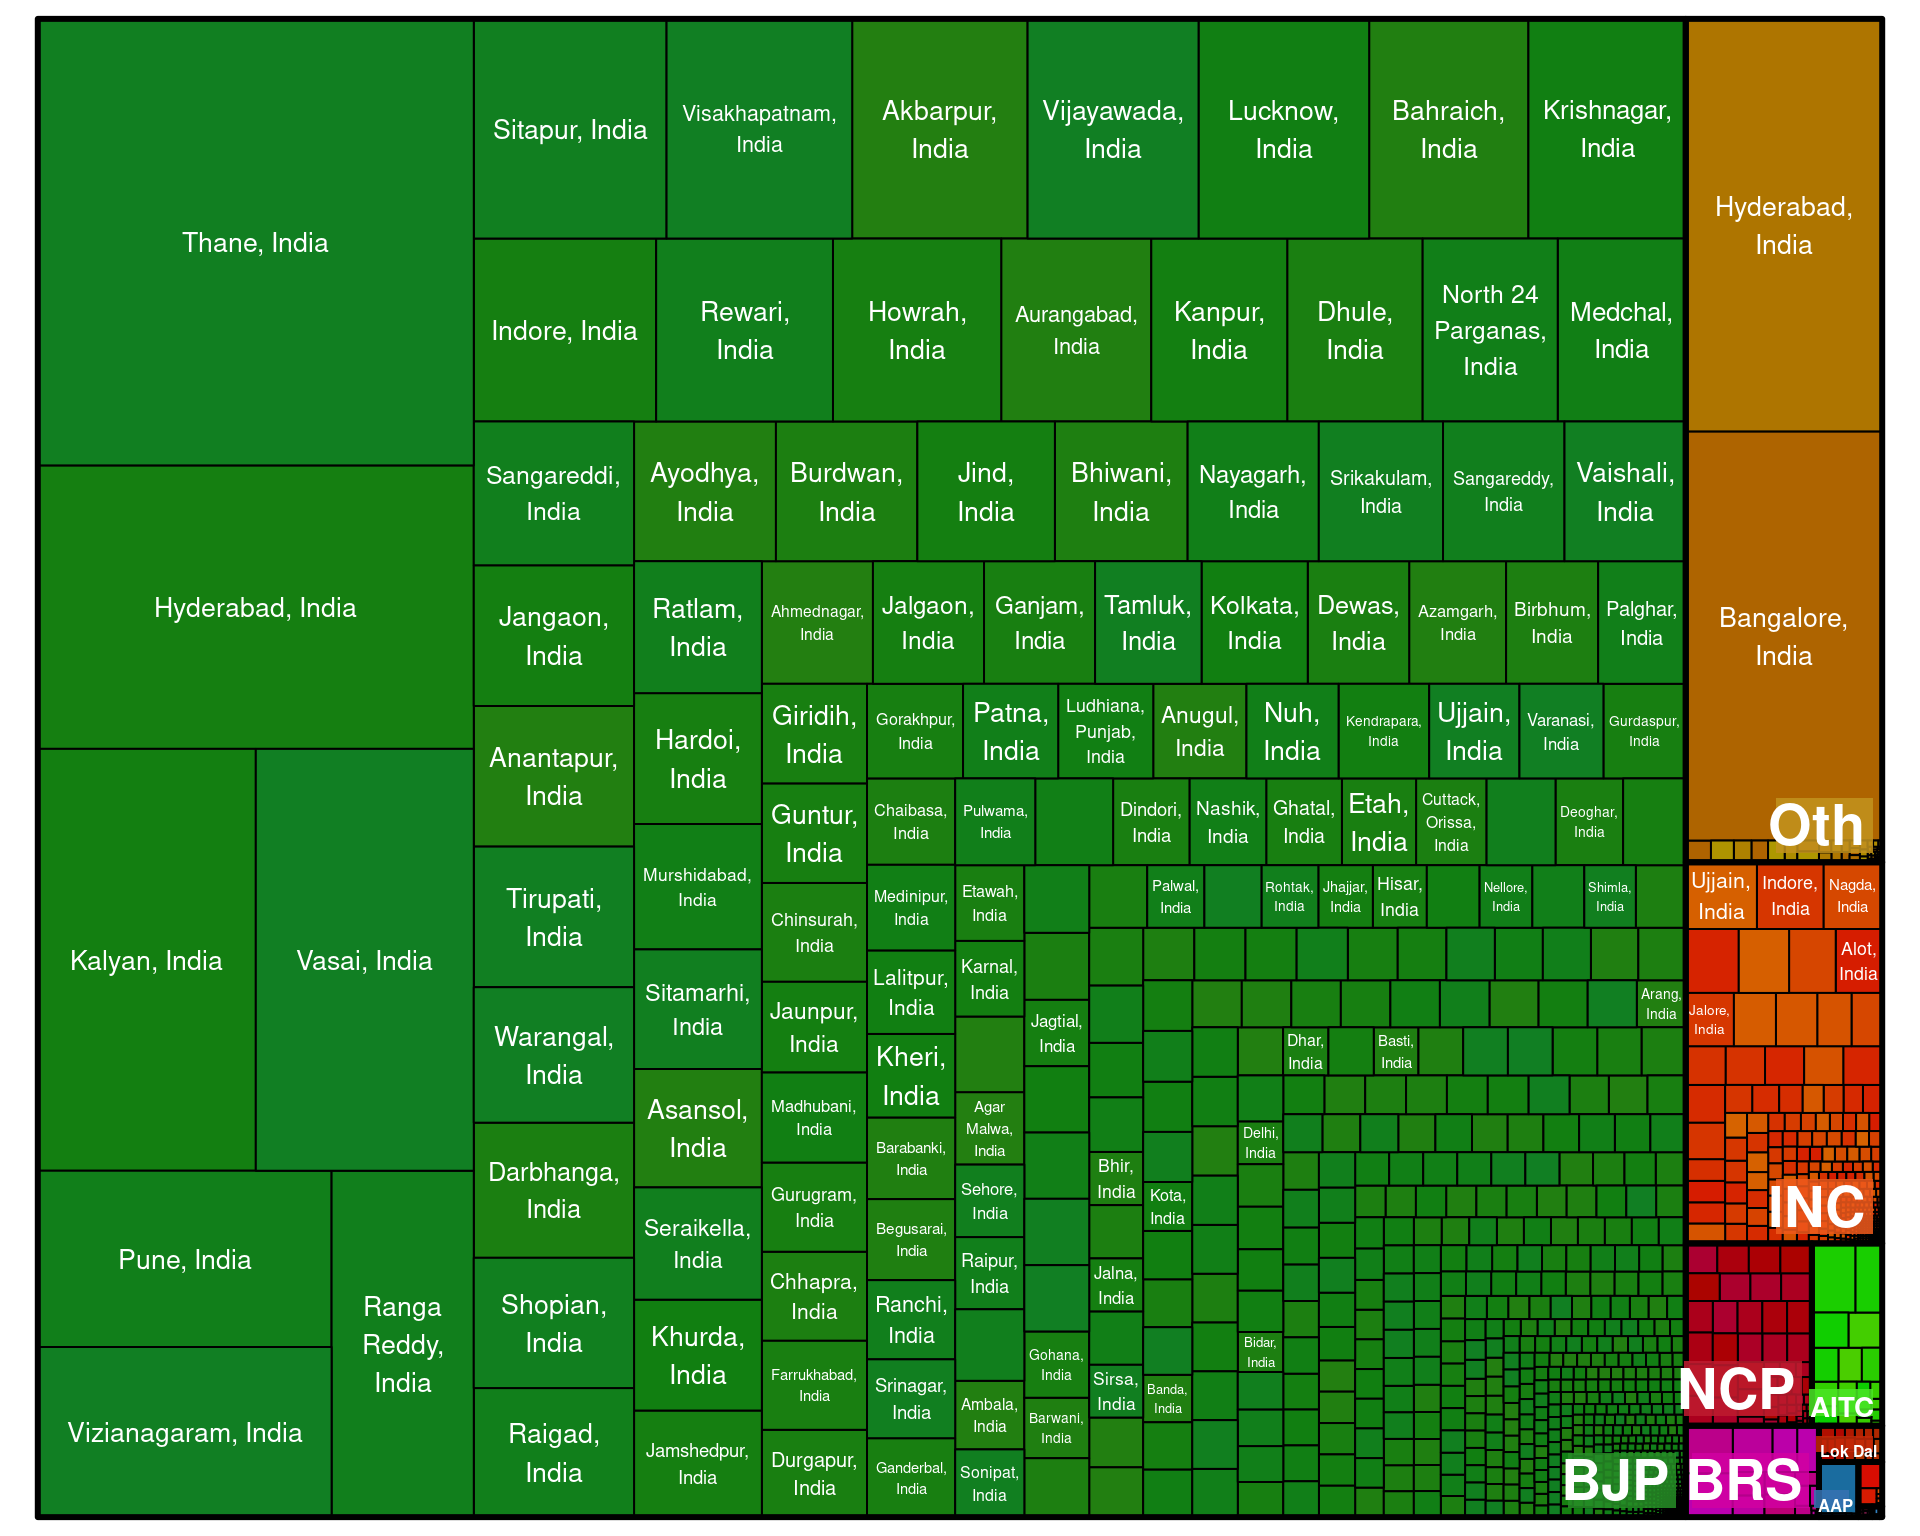 Thane, India
Hyderabad, India
Kalyan, India
Vasai, India
Pune, India
Ranga
Reddy,
India
Vizianagaram, India
Sitapur, India
Visakhapatnam,
India
Akbarpur,
India
Vijayawada,
India
Lucknow,
India
Bahraich,
India
Krishnagar,
India
Indore, India
Rewari,
India
Howrah,
India
Aurangabad,
India
Kanpur,
India
Dhule,
India
North 24
Parganas,
India
Medchal,
India
Sangareddi,
India
Ayodhya,
India
Burdwan,
India
Jind,
India
Bhiwani,
India
Nayagarh,
India
Srikakulam,
India
Sangareddy,
India
Vaishali,
India
Jangaon,
India
Anantapur,
India
Tirupati,
India
Warangal,
India
Darbhanga,
India
Shopian,
India
Raigad,
India
Ratlam,
India
Hardoi,
India
Murshidabad,
India
Sitamarhi,
India
Asansol,
India
Seraikella,
India
Khurda,
India
Jamshedpur,
India
Ahmednagar,
India
Jalgaon,
India
Ganjam,
India
Tamluk,
India
Kolkata,
India
Dewas,
India
Azamgarh,
India
Birbhum,
India
Palghar,
India
Giridih,
India
Guntur,
India
Chinsurah,
India
Jaunpur,
India
Madhubani,
India
Gurugram,
India
Chhapra,
India
Farrukhabad,
India
Durgapur,
India
Gorakhpur,
India
Patna,
India
Ludhiana,
Punjab,
India
Anugul,
India
Nuh,
India
Kendrapara,
India
Ujjain,
India
Varanasi,
India
Gurdaspur,
India
Chaibasa,
India
Medinipur,
India
Lalitpur,
India
Kheri,
India
Barabanki,
India
Begusarai,
India
Ranchi,
India
Srinagar,
India
Ganderbal,
India
Pulwama,
India
Dindori,
India
Nashik,
India
Ghatal,
India
Etah,
India
Cuttack,
Orissa,
India
Deoghar,
India
Etawah,
India
Karnal,
India
Agar
Malwa,
India
Sehore,
India
Raipur,
India
Ambala,
India
Sonipat,
India
Jagtial,
India
Gohana,
India
Barwani,
India
Palwal,
India
Rohtak,
India
Jhajjar,
India
Hisar,
India
Nellore,
India
Shimla,
India
Bhir,
India
Jalna,
India
Sirsa,
India
Kota,
India
Banda,
India
Arang,
India
Dhar,
India
Basti,
India
Delhi,
India
Bidar,
India
BJP
Hyderabad,
India
Bangalore,
India
Oth
Ujjain,
India
Indore,
India
Nagda,
India
Alot,
India
Jalore,
India
INC
NCP
AITC
BRS
Lok Dal
AAP